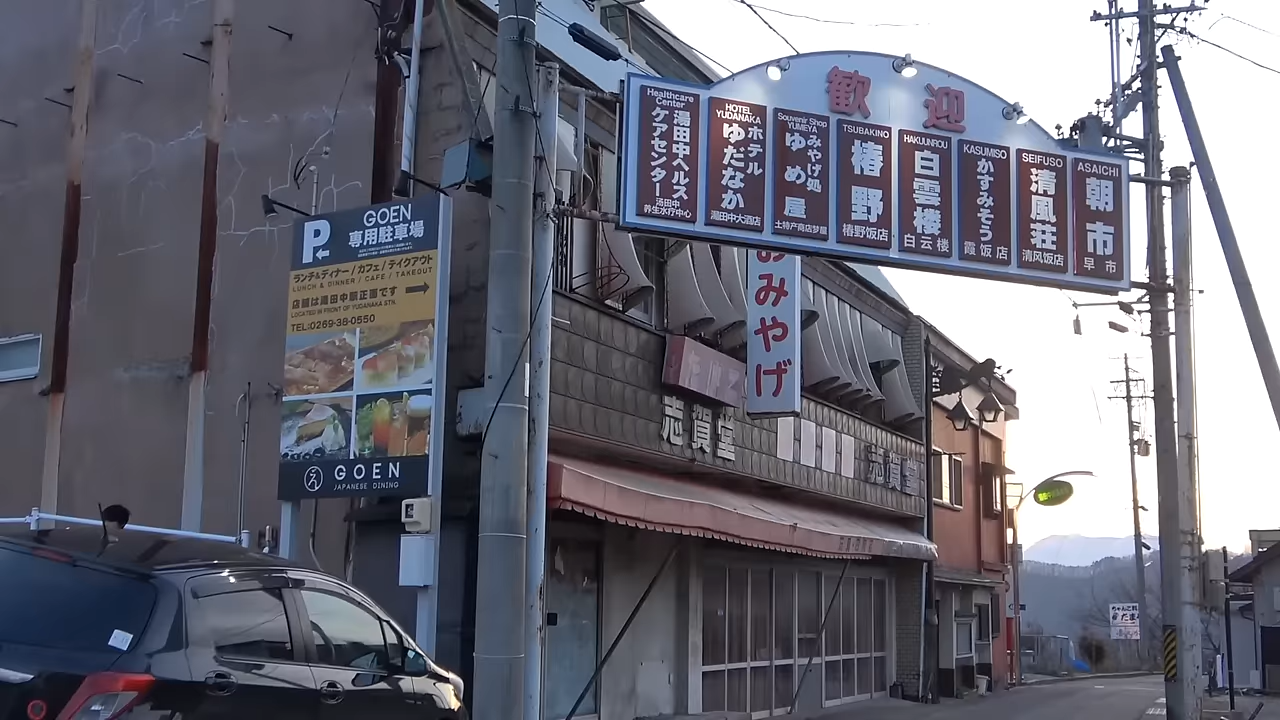 歓迎
Healthcare Center
湯田中ヘルス
ケアセンター
汤田中
养生水疗中心
HOTEL YUDANAKA
ホテル
ゆだなか
湯田中大酒店
Souvenir Shop YUMEYA
みやげ処
ゆめ屋
土特产商店梦屋
TSUBAKINO
椿野
椿野饭店
HAKUUNROU
白雲楼
白云楼
KASUMISO
かすみそう
霞饭店
SEIFUSO
清風荘
清风饭店
ASAICHI
朝市
早市
おみやげ
志賀堂
志賀堂
P
GOEN
専用駐車場
ランチ&ディナー / カフェ / テイクアウト
LUNCH & DINNER / CAFE / TAKEOUT
店舗は湯田中駅正面です
LOCATED IN FRONT OF YUDANAKA STN.
TEL:0269-38-0550
GOEN
JAPANESE DINING